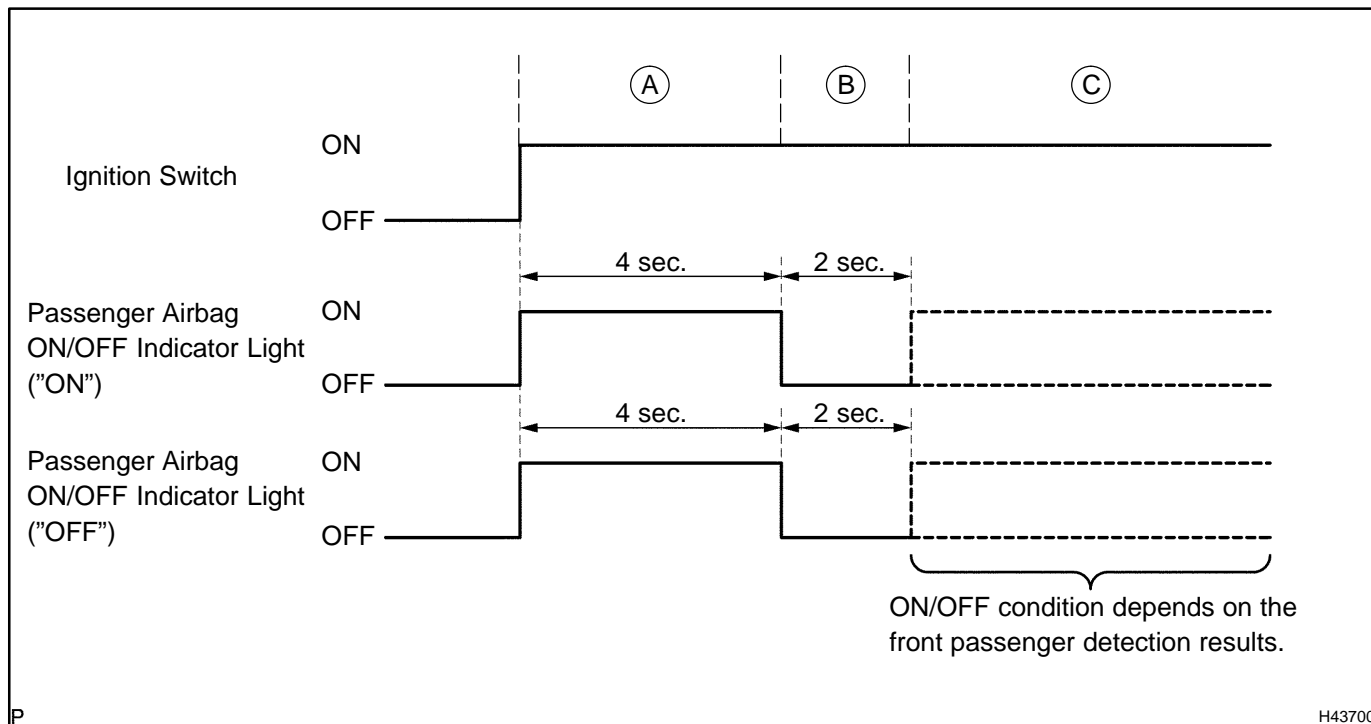 A B C
ON
Ignition Switch
OFF
4 sec. 2 sec.
Passenger Airbag ON
ON/OFF Indicator Light
(”ON”) OFF
4 sec. 2 sec.
Passenger Airbag ON
ON/OFF Indicator Light
(”OFF”) OFF
ON/OFF condition depends on the
front passenger detection results.
P H43700